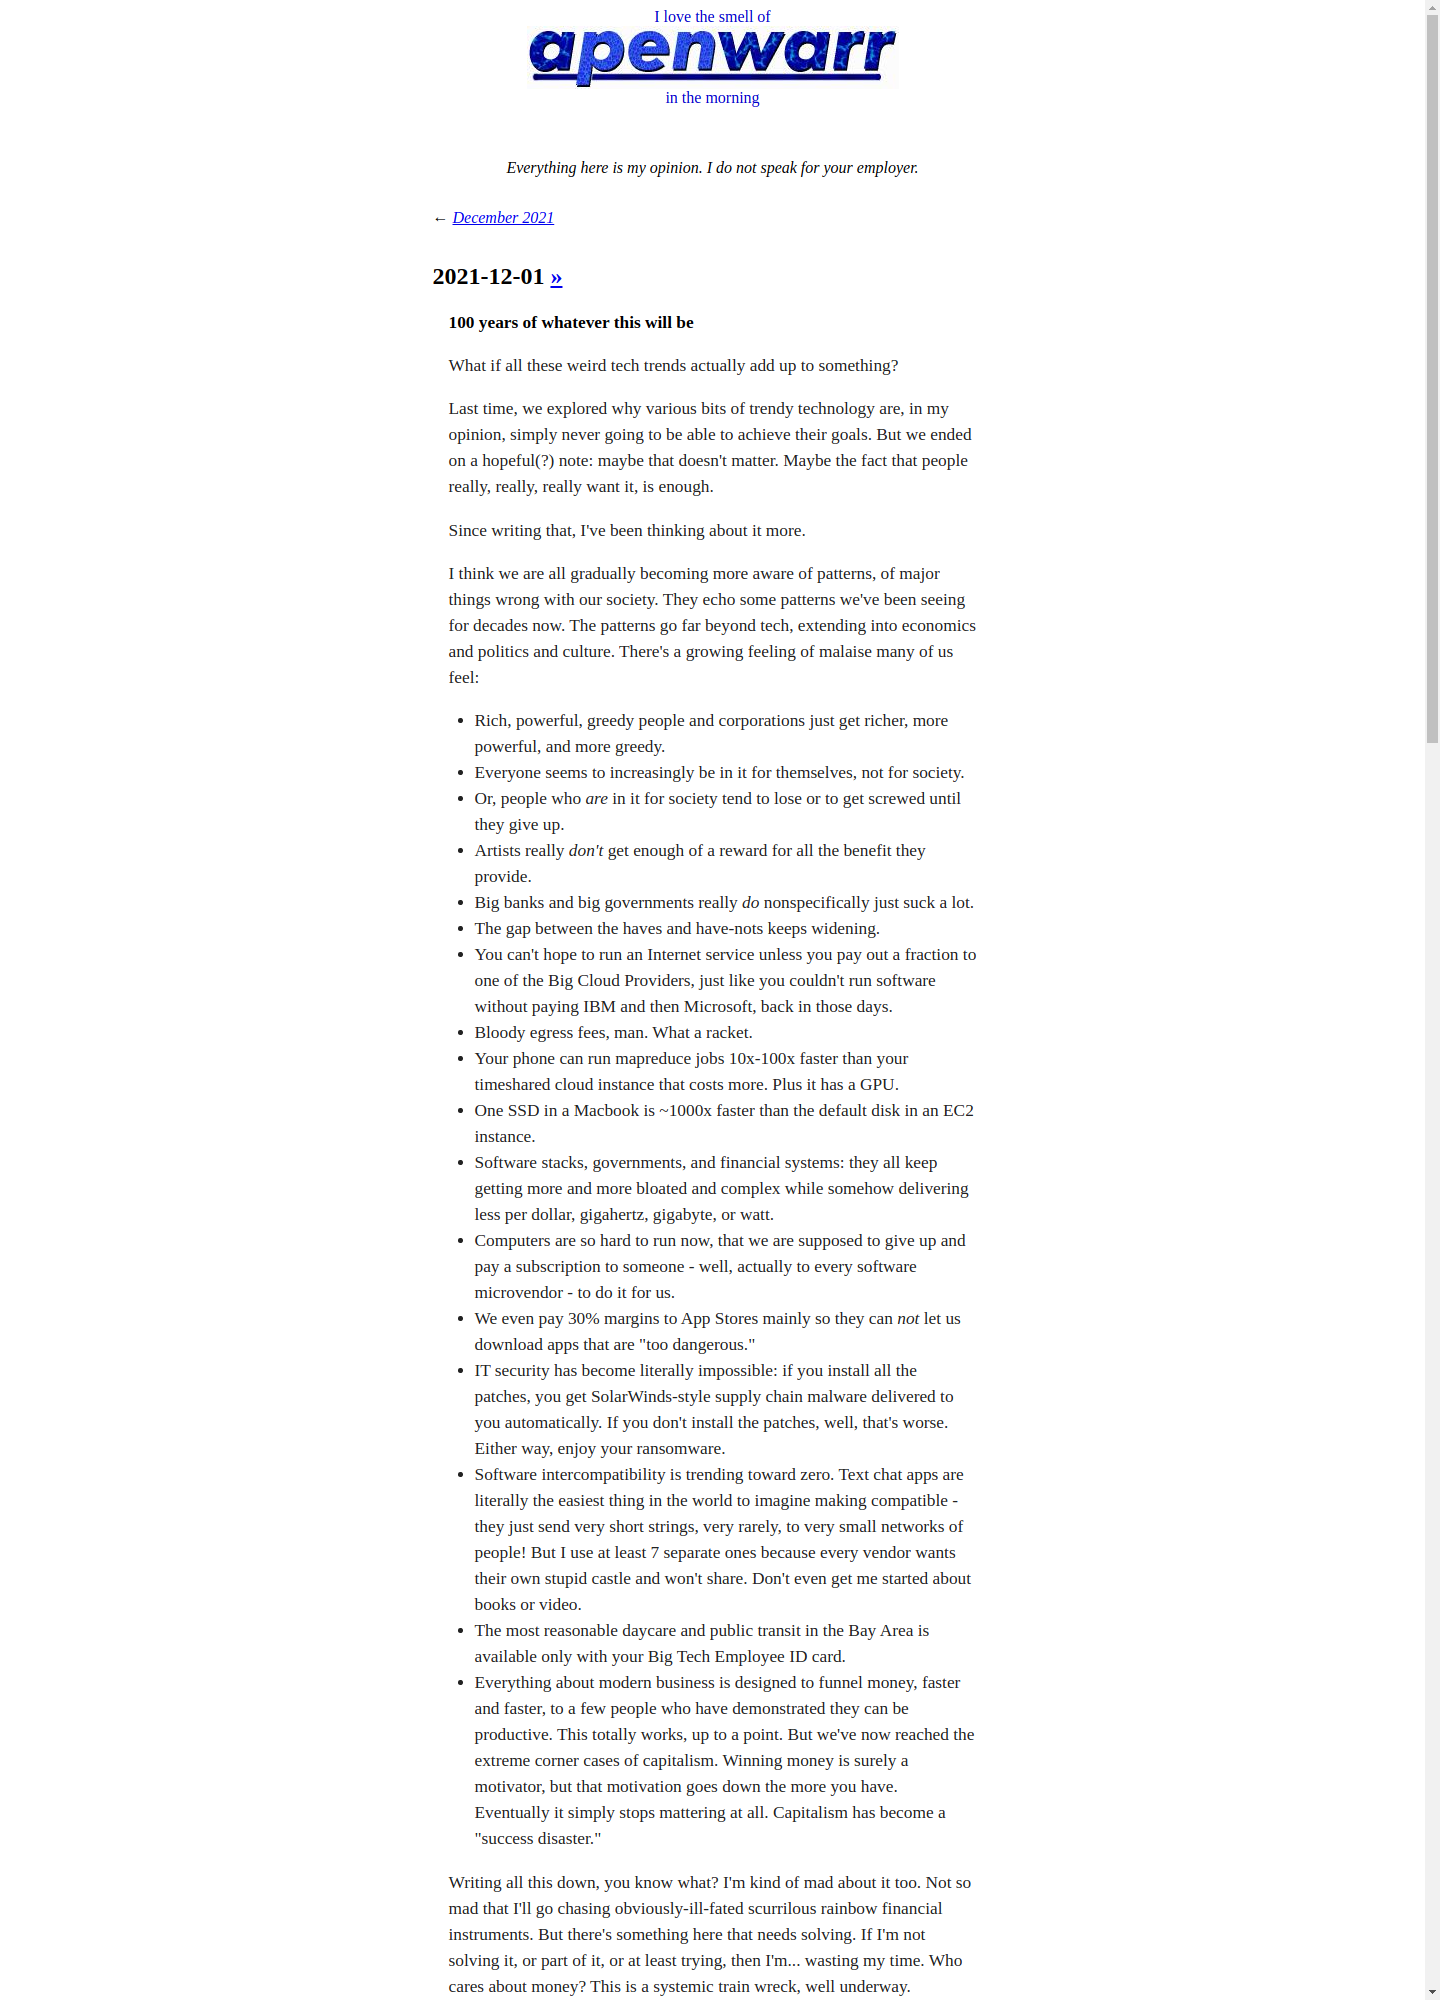 I love the smell of
apenwarr
in the morning
Everything here is my opinion. I do not speak for your employer.
← December 2021
2021-12-01 »
100 years of whatever this will be
What if all these weird tech trends actually add up to something?
Last time, we explored why various bits of trendy technology are, in my
opinion, simply never going to be able to achieve their goals. But we ended
on a hopeful(?) note: maybe that doesn't matter. Maybe the fact that people
really, really, really want it, is enough.
Since writing that, I've been thinking about it more.
I think we are all gradually becoming more aware of patterns, of major
things wrong with our society. They echo some patterns we've been seeing
for decades now. The patterns go far beyond tech, extending into economics
and politics and culture. There's a growing feeling of malaise many of us
feel:
• Rich, powerful, greedy people and corporations just get richer, more
powerful, and more greedy.
• Everyone seems to increasingly be in it for themselves, not for society.
• Or, people who are in it for society tend to lose or to get screwed until
they give up.
• Artists really don't get enough of a reward for all the benefit they
provide.
• Big banks and big governments really do nonspecifically just suck a lot.
• The gap between the haves and have-nots keeps widening.
• You can't hope to run an Internet service unless you pay out a fraction to
one of the Big Cloud Providers, just like you couldn't run software
without paying IBM and then Microsoft, back in those days.
• Bloody egress fees, man. What a racket.
• Your phone can run mapreduce jobs 10x-100x faster than your
timeshared cloud instance that costs more. Plus it has a GPU.
• One SSD in a Macbook is ~1000x faster than the default disk in an EC2
instance.
• Software stacks, governments, and financial systems: they all keep
getting more and more bloated and complex while somehow delivering
less per dollar, gigahertz, gigabyte, or watt.
• Computers are so hard to run now, that we are supposed to give up and
pay a subscription to someone - well, actually to every software
microvendor - to do it for us.
• We even pay 30% margins to App Stores mainly so they can not let us
download apps that are "too dangerous."
• IT security has become literally impossible: if you install all the
patches, you get SolarWinds-style supply chain malware delivered to
you automatically. If you don't install the patches, well, that's worse.
Either way, enjoy your ransomware.
• Software intercompatibility is trending toward zero. Text chat apps are
literally the easiest thing in the world to imagine making compatible -
they just send very short strings, very rarely, to very small networks of
people! But I use at least 7 separate ones because every vendor wants
their own stupid castle and won't share. Don't even get me started about
books or video.
• The most reasonable daycare and public transit in the Bay Area is
available only with your Big Tech Employee ID card.
• Everything about modern business is designed to funnel money, faster
and faster, to a few people who have demonstrated they can be
productive. This totally works, up to a point. But we've now reached the
extreme corner cases of capitalism. Winning money is surely a
motivator, but that motivation goes down the more you have.
Eventually it simply stops mattering at all. Capitalism has become a
"success disaster."
Writing all this down, you know what? I'm kind of mad about it too. Not so
mad that I'll go chasing obviously-ill-fated scurrilous rainbow financial
instruments. But there's something here that needs solving. If I'm not
solving it, or part of it, or at least trying, then I'm... wasting my time. Who
cares about money? This is a systemic train wreck, well underway.